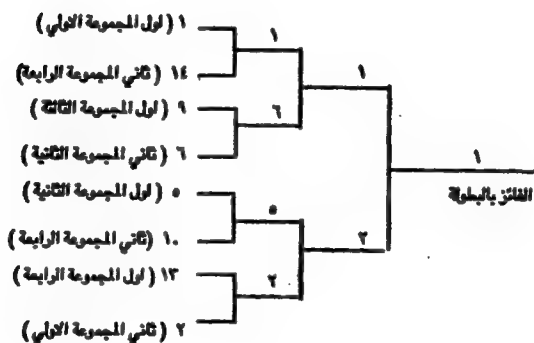 ١ ( اول المجموعة الاولي )
١٤ ( ثاني المجموعة الرابعة )
٩ ( اول المجموعة الثالثة )
٦ ( ثاني المجموعة الثانية )
٥ ( اول المجموعة الثانية )
١٠ ( ثاني المجموعة الرابعة )
١٣ ( اول المجموعة الرابعة )
٢ ( ثاني المجموعة الاولي )
١
٦
٥
٢
١
٢
١
الفائز بالبطولة